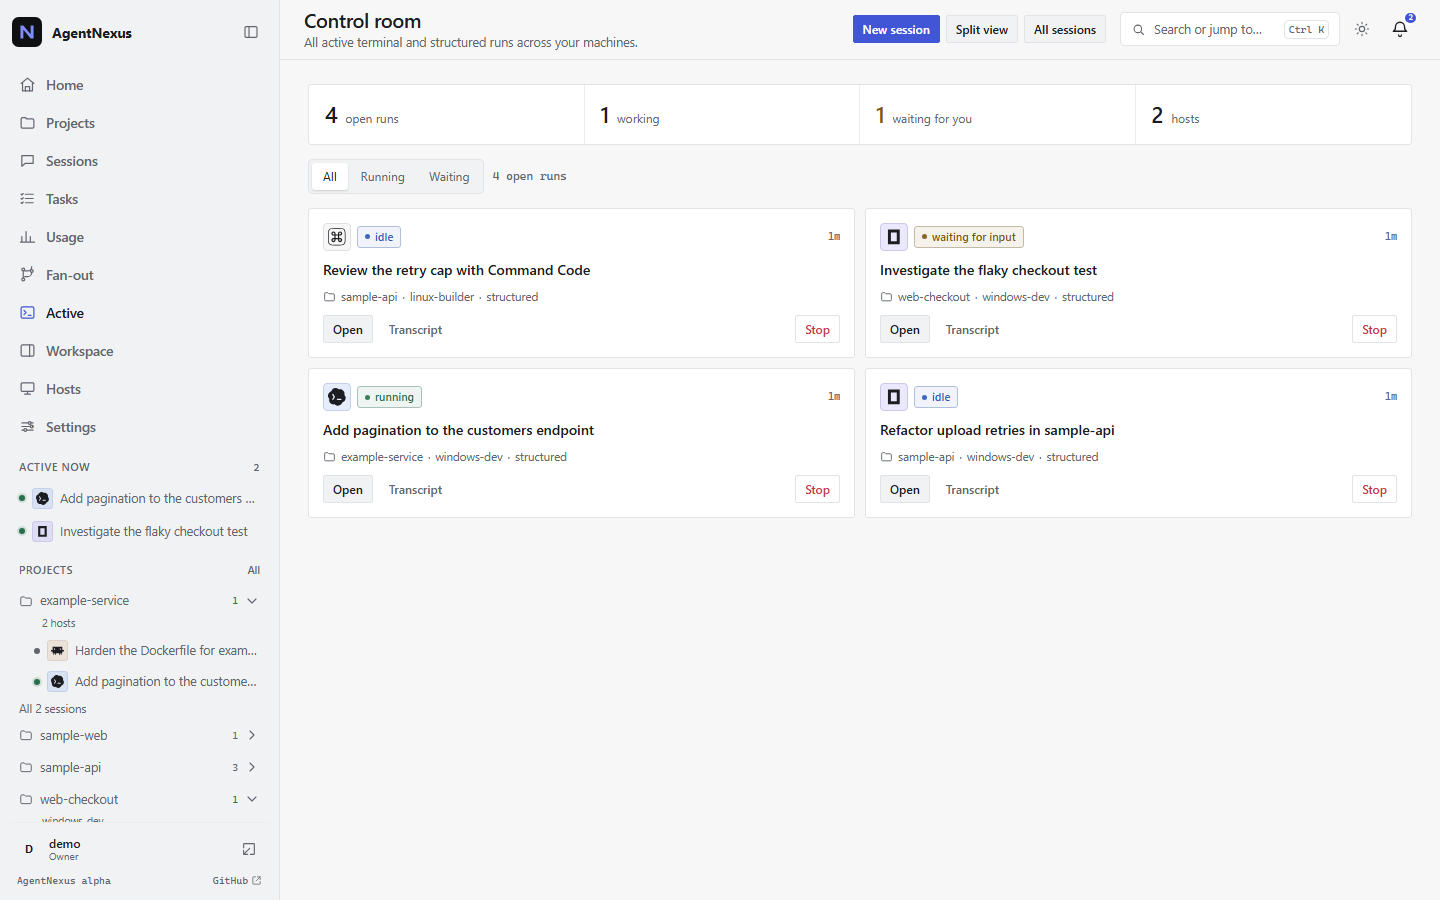 AgentNexus
Home
Projects
Sessions
Tasks
Usage
Fan-out
Active
Workspace
Hosts
Settings
ACTIVE NOW 2
Add pagination to the customers ...
Investigate the flaky checkout test
PROJECTS All
example-service 1
2 hosts
Harden the Dockerfile for exam...
Add pagination to the custome...
All 2 sessions
sample-web 1
sample-api 3
web-checkout 1
windows-dev
D demo
Owner
AgentNexus alpha GitHub
Control room
All active terminal and structured runs across your machines.
New session Split view All sessions Search or jump to... Ctrl K 2
4 open runs 1 working 1 waiting for you 2 hosts
All Running Waiting 4 open runs
idle 1m
Review the retry cap with Command Code
sample-api · linux-builder · structured
Open Transcript Stop
waiting for input 1m
Investigate the flaky checkout test
web-checkout · windows-dev · structured
Open Transcript Stop
running 1m
Add pagination to the customers endpoint
example-service · windows-dev · structured
Open Transcript Stop
idle 1m
Refactor upload retries in sample-api
sample-api · windows-dev · structured
Open Transcript Stop